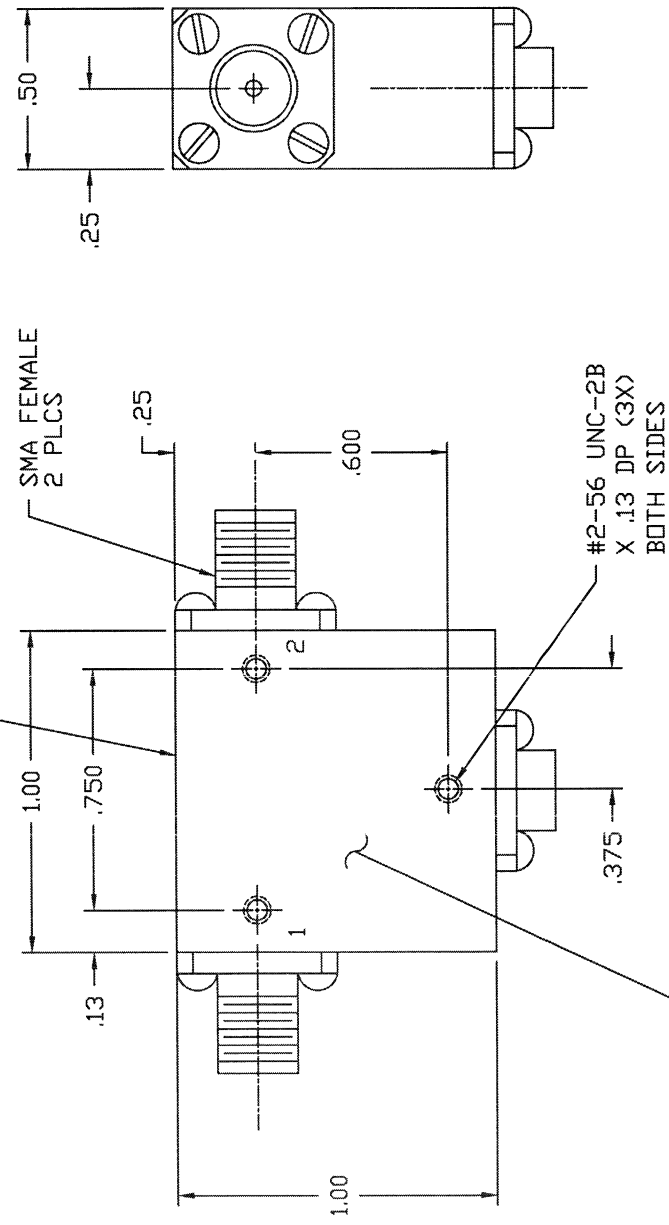 .50
.25
SMA FEMALE
2 PLCS
.25
1.00
.750
.13
.600
2
1
#2-56 UNC-2B
X .13 DP (3X)
BOTH SIDES
.375
1.00